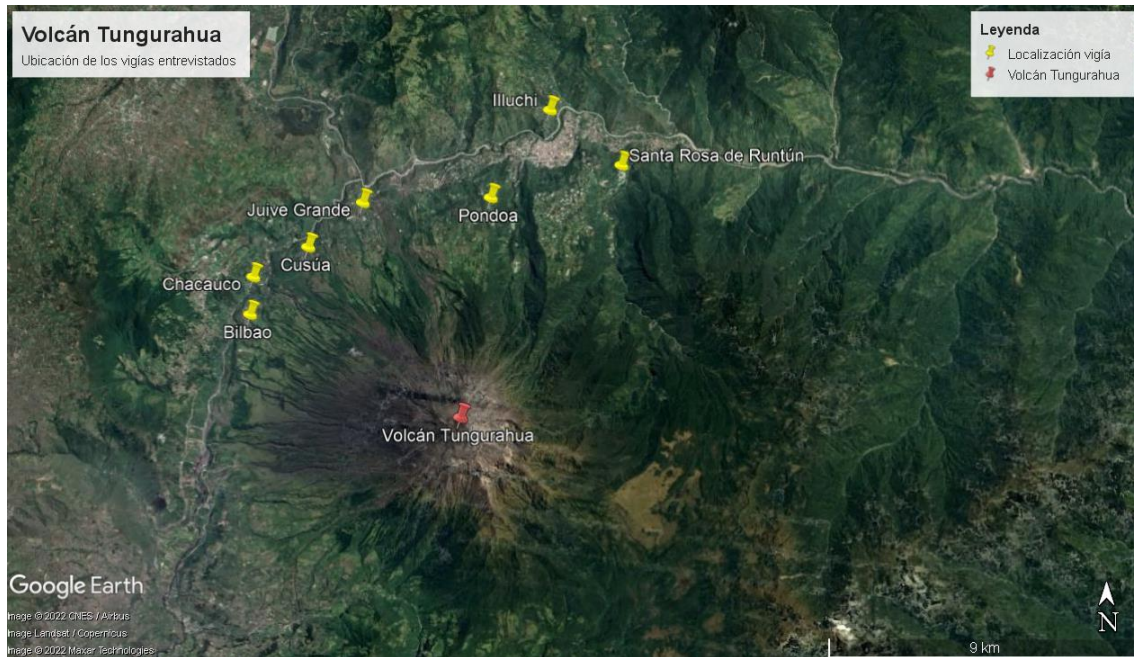 Volcán Tungurahua
Ubicación de los vigías entrevistados
Leyenda
Localización vigía
Volcán Tungurahua
Illuchi
Santa Rosa de Runtún
Juive Grande
Pondoa
Cusúa
Chacauco
Bilbao
Volcán Tungurahua
Google Earth
Image © 2022 CNES / Airbus
Image Landsat / Copernicus
Image © 2022 Maxar Technologies
N
9 km